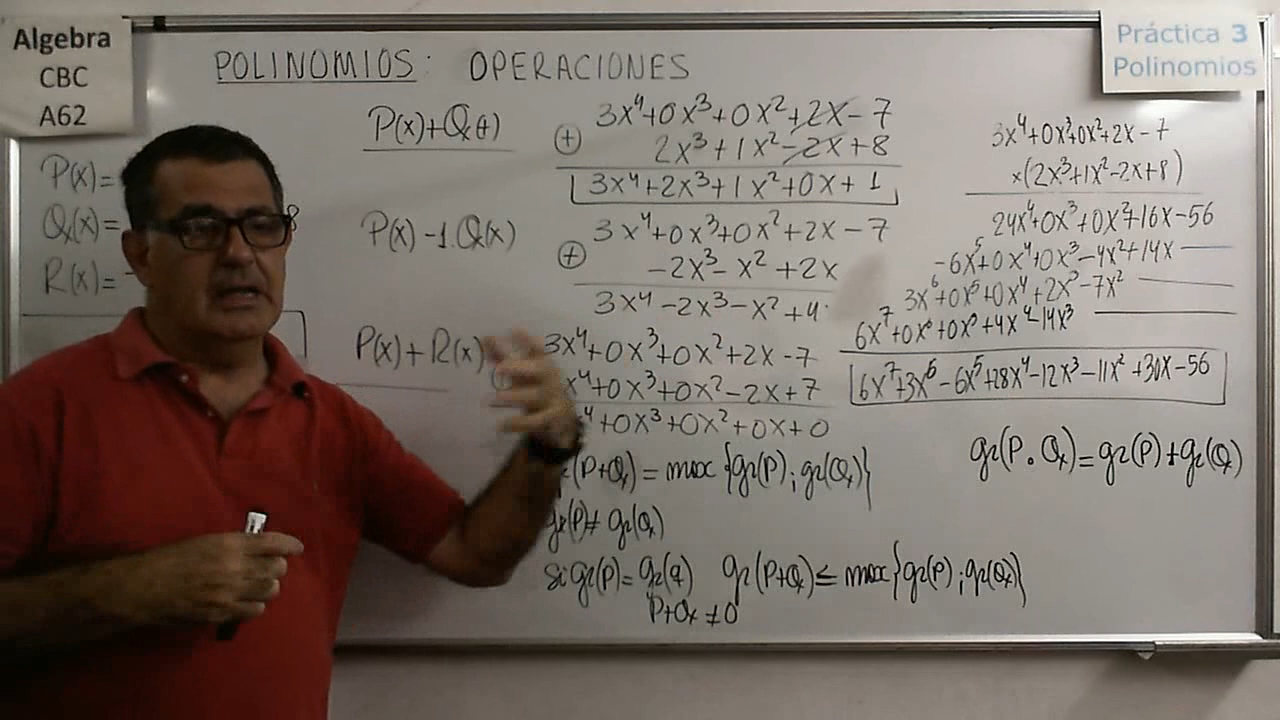 Algebra
CBC
A62
Práctica 3
Polinomios
POLINOMIOS: OPERACIONES
P(x)=
Q(x)=
8
R(x)=
P(x)+Q(x)
3x⁴+0x³+0x²+2x-7
⊕ 2x³+1x²-2x+8
3x⁴+2x³+1x²+0x+1
P(x)-1.Q(x)
3x⁴+0x³+0x²+2x-7
⊕ -2x³-x²+2x
3x⁴-2x³-x²+4
P(x)+R(x)
3x⁴+0x³+0x²+2x-7
x⁴+0x³+0x²-2x+7
⁴+0x³+0x²+0x+0
(P+Q)=max{gr(P);gr(Q)}
gr(P)≠gr(Q)
si gr(P)=gr(q) gr(P+Q)≤max{gr(P);gr(Q)}
P+Q≠0
3x⁴+0x³+0x²+2x-7
x(2x³+1x²-2x+8)
24x⁴+0x³+0x²+16x-56
-6x⁵+0x⁴+0x³-4x²+14x
3x⁶+0x⁵+0x⁴+2x³-7x²
6x⁷+0x⁶+0x⁵+4x⁴-14x³
6x⁷+3x⁶-6x⁵+28x⁴-12x³-11x²+30x-56
gr(P.Q)=gr(P)+gr(Q)